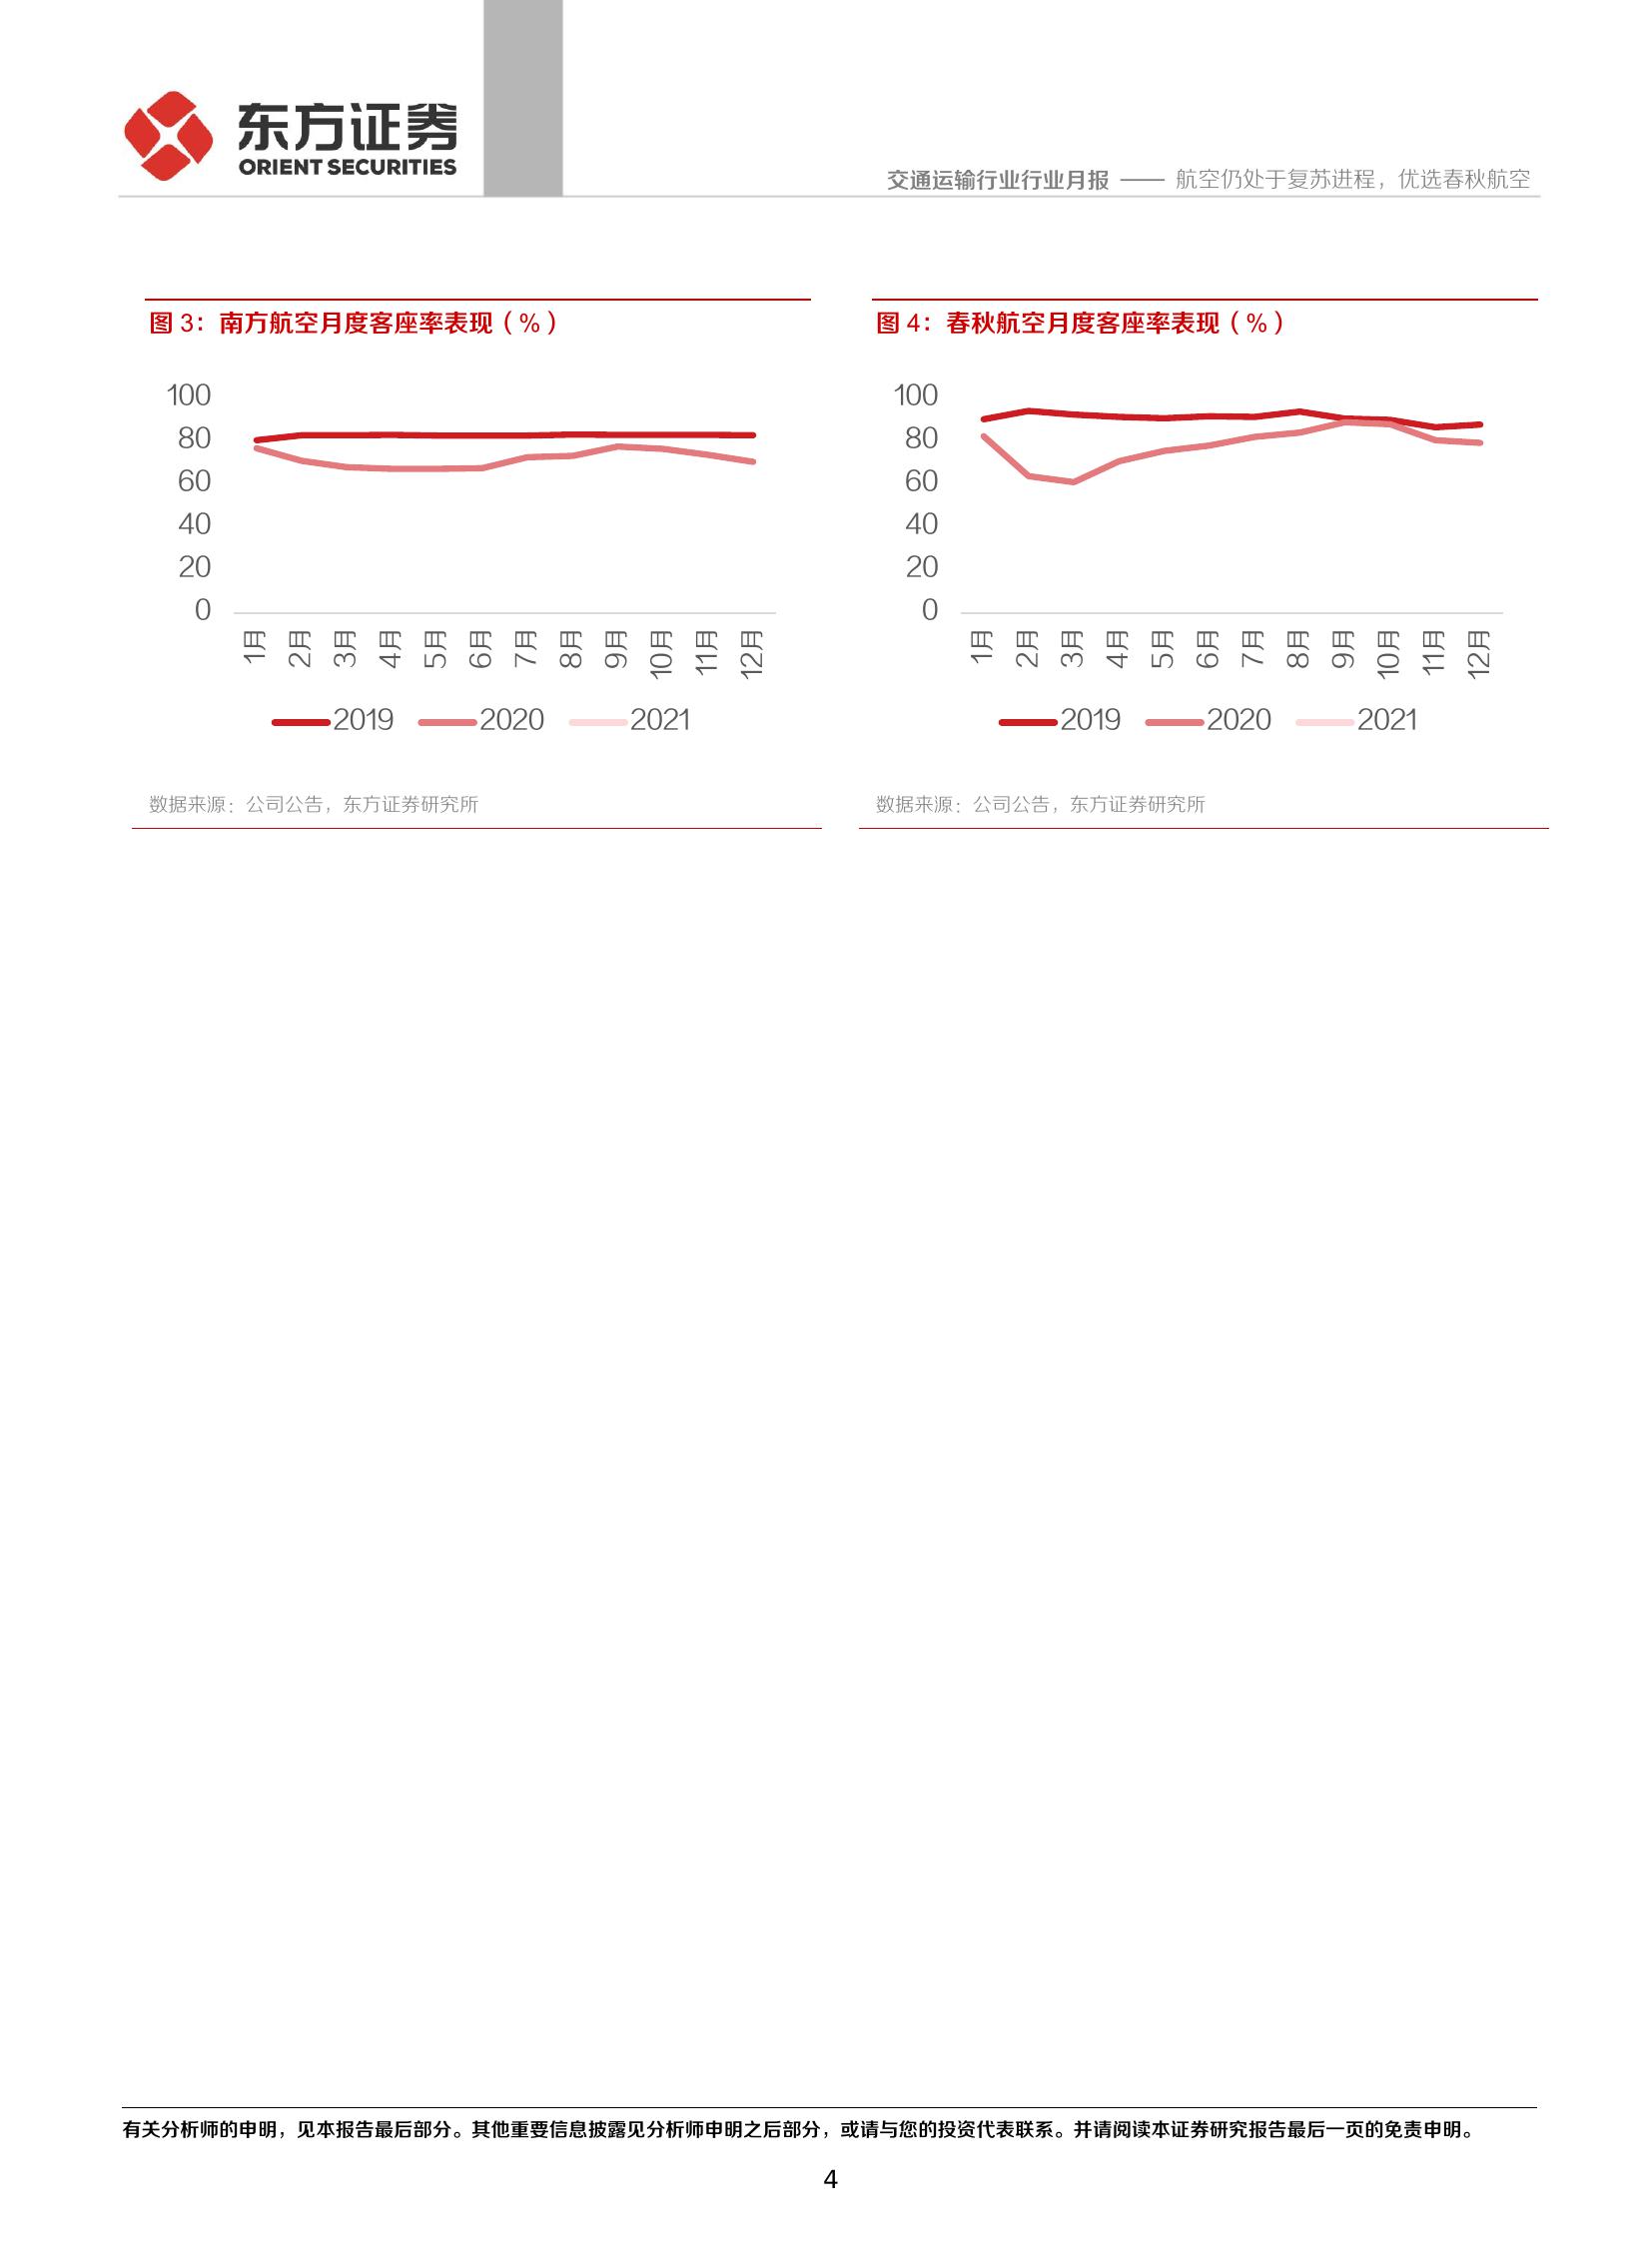 东方证券
ORIENT SECURITIES
交通运输行业行业月报 —— 航空仍处于复苏进程，优选春秋航空
图 3：南方航空月度客座率表现（%）
100
80
60
40
20
0
1月 2月 3月 4月 5月 6月 7月 8月 9月 10月 11月 12月
2019 2020 2021
数据来源：公司公告，东方证券研究所
图 4：春秋航空月度客座率表现（%）
100
80
60
40
20
0
1月 2月 3月 4月 5月 6月 7月 8月 9月 10月 11月 12月
2019 2020 2021
数据来源：公司公告，东方证券研究所
有关分析师的申明，见本报告最后部分。其他重要信息披露见分析师申明之后部分，或请与您的投资代表联系。并请阅读本证券研究报告最后一页的免责申明。
4